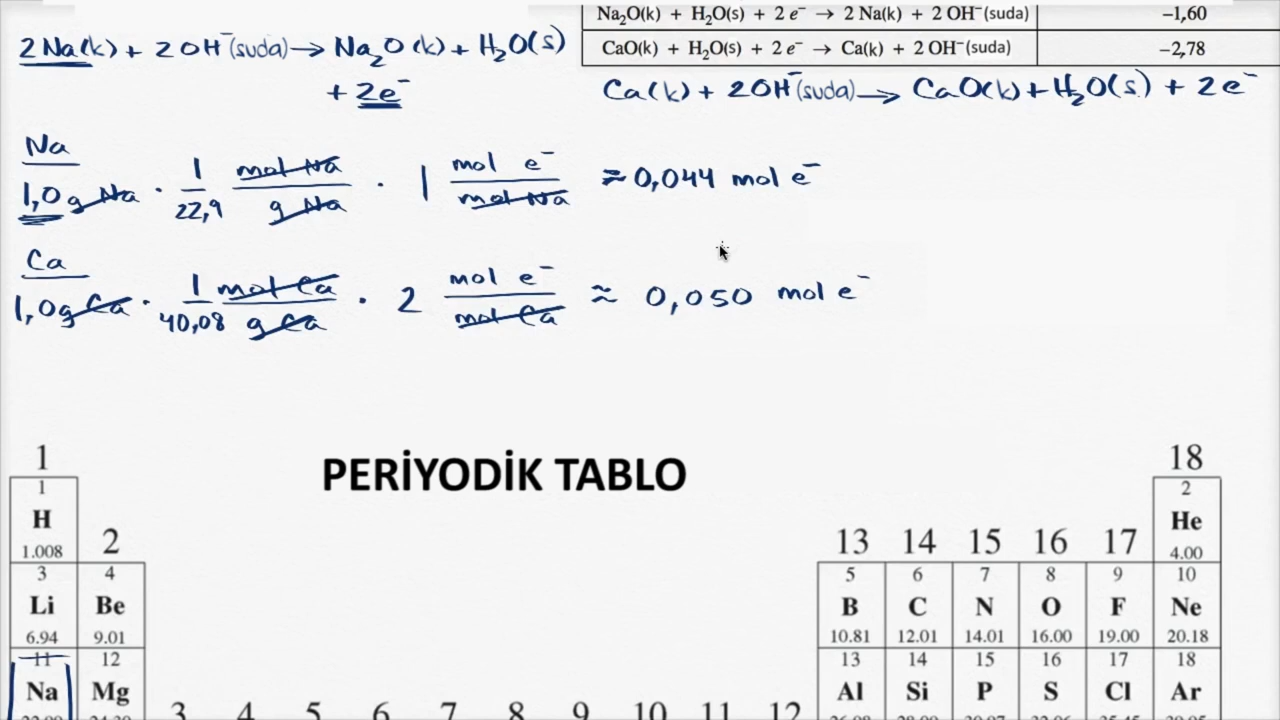 Na₂O(k) + H₂O(s) + 2 e⁻ → 2 Na(k) + 2 OH⁻(suda) −1,60
CaO(k) + H₂O(s) + 2 e⁻ → Ca(k) + 2 OH⁻(suda) −2,78
2Na(k) + 2OH⁻(suda) → Na₂O(k) + H₂O(s)
+ 2e⁻
Ca(k) + 2OH⁻(suda) → CaO(k) + H₂O(s) + 2e⁻
Na
1,0 g Na · 1/22,9 mol Na/g Na · 1 mol e⁻/mol Na ≈ 0,044 mol e⁻
Ca
1,0 g Ca · 1/40,08 mol Ca/g Ca · 2 mol e⁻/mol Ca ≈ 0,050 mol e⁻
PERİYODİK TABLO
1 18
1 2
H He
1.008 4.00
2 13 14 15 16 17
3 4 5 6 7 8 9 10
Li Be B C N O F Ne
6.94 9.01 10.81 12.01 14.01 16.00 19.00 20.18
11 12 13 14 15 16 17 18
Na Mg Al Si P S Cl Ar
3 4 5 6 7 8 9 10 11 12